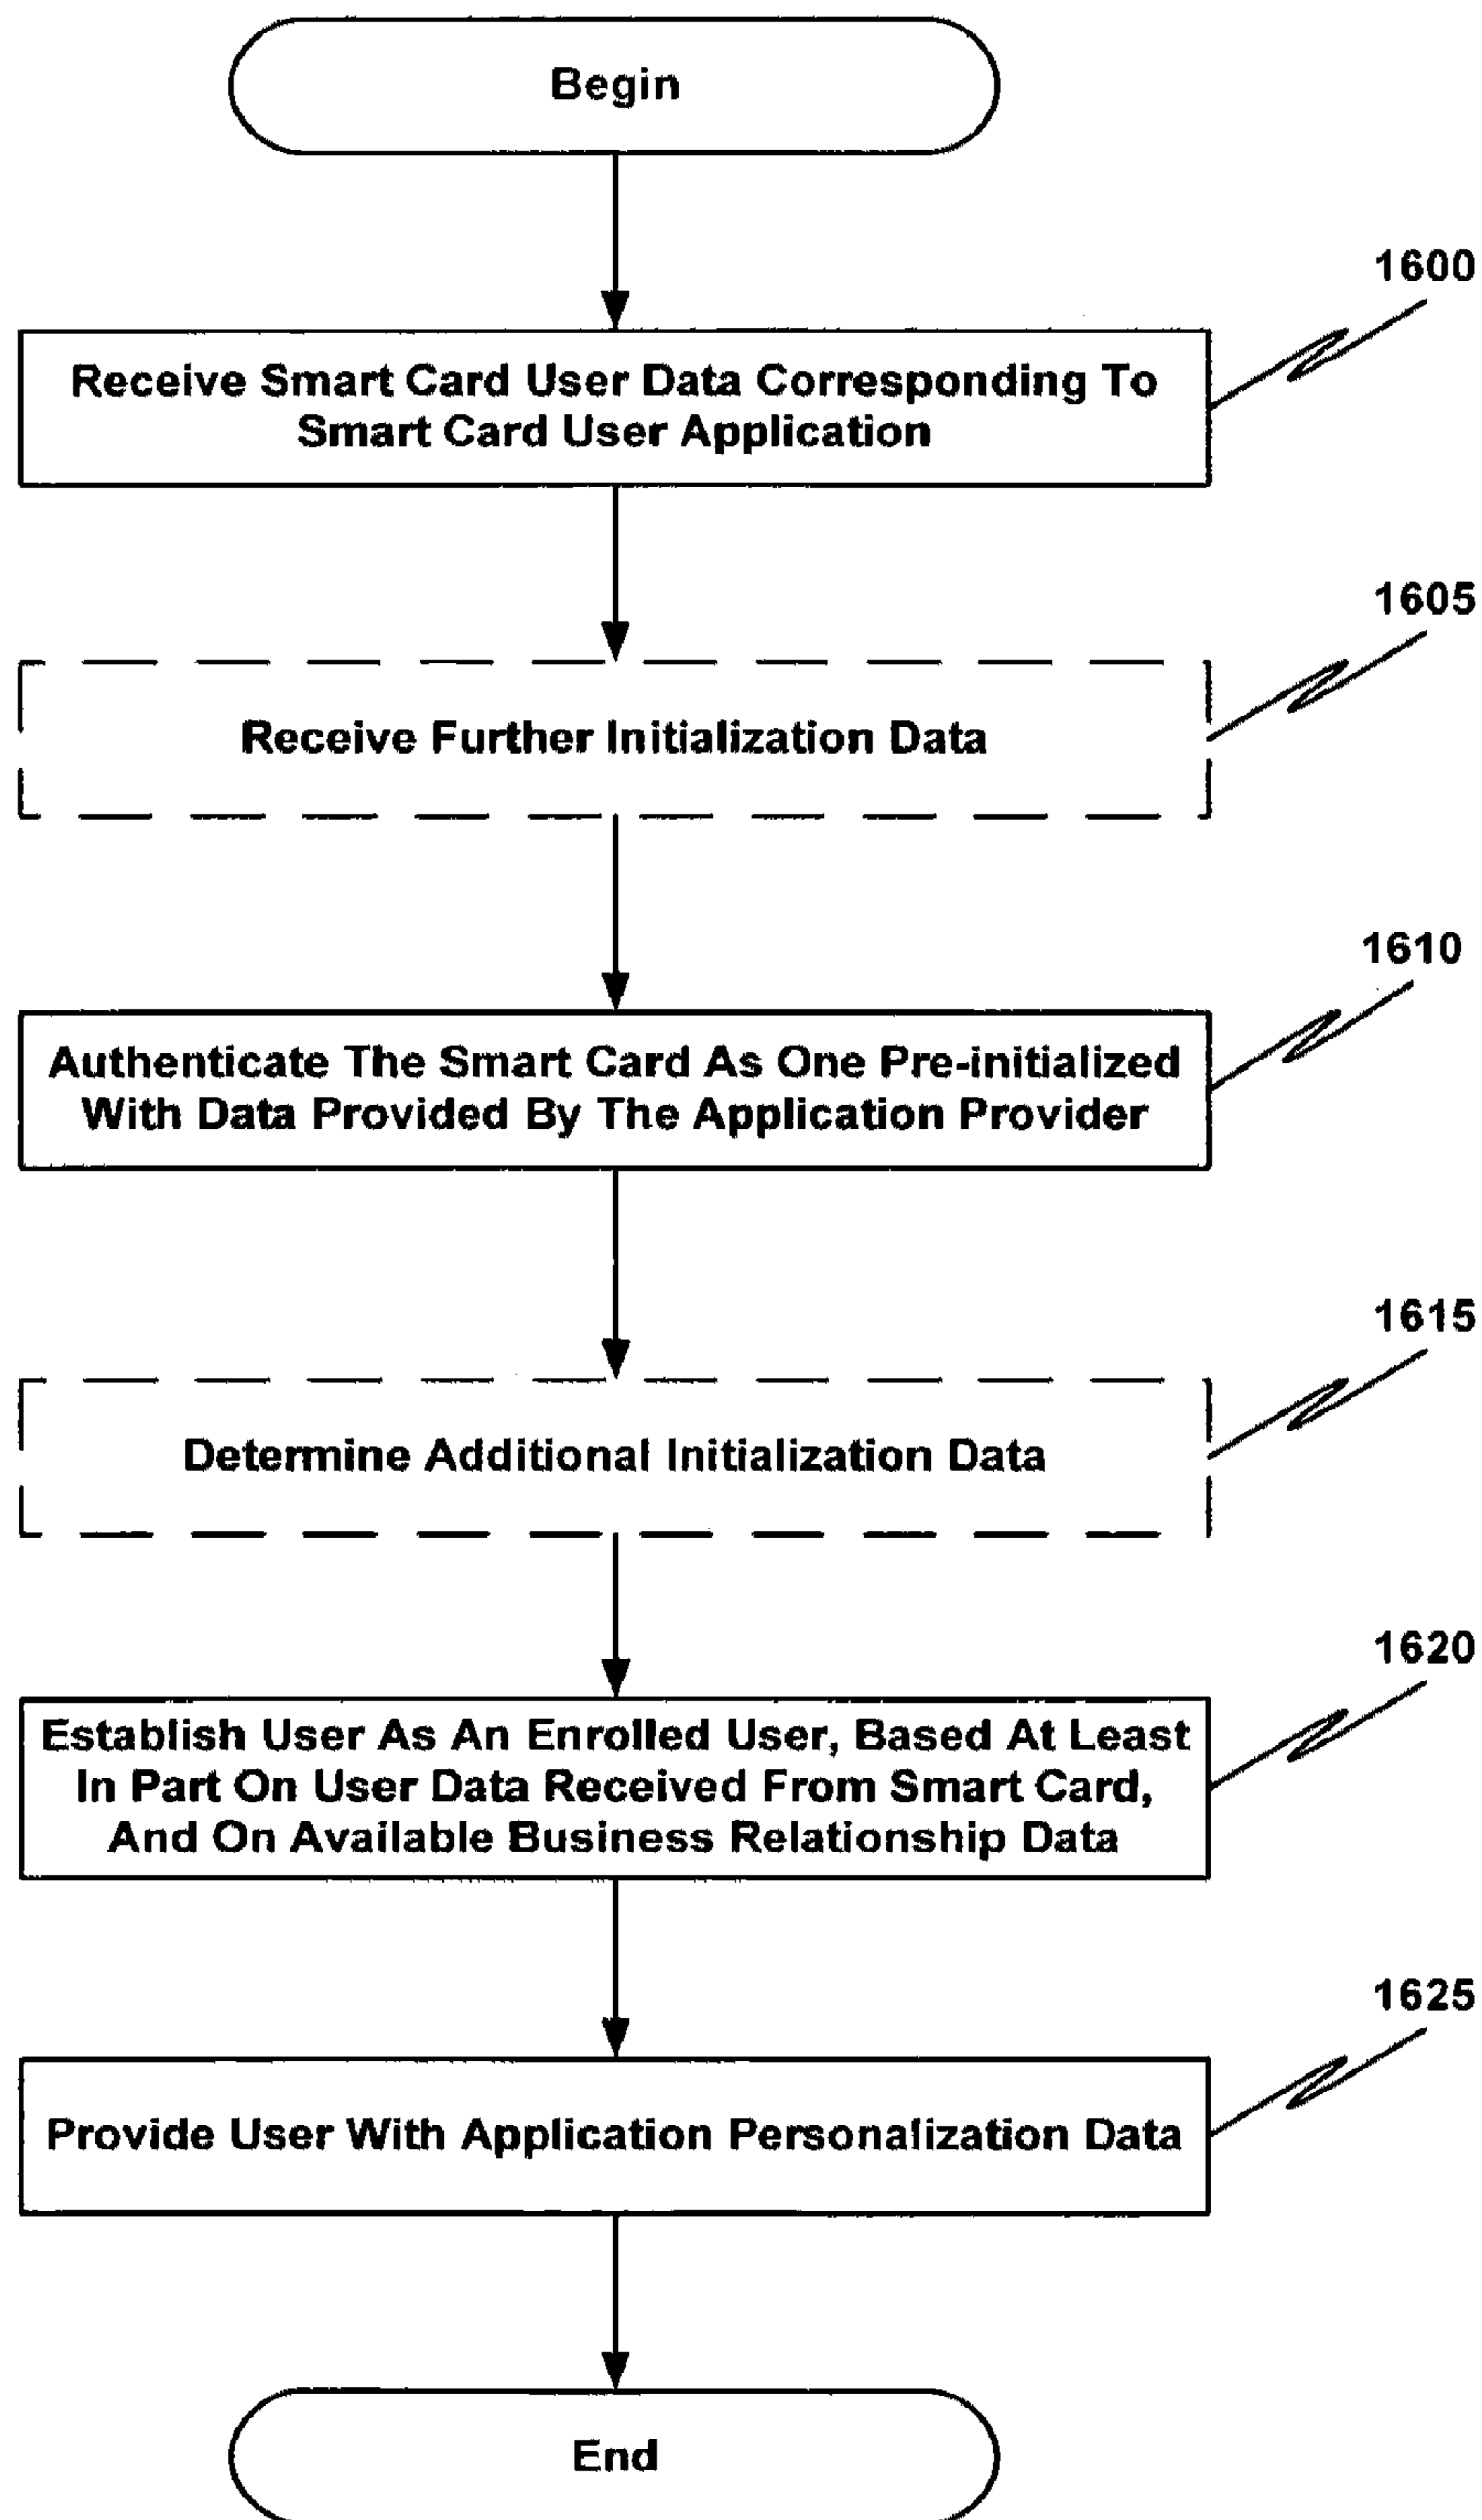 Begin
1600
Receive Smart Card User Data Corresponding To
Smart Card User Application
1605
Receive Further Initialization Data
1610
Authenticate The Smart Card As One Pre-initialized
With Data Provided By The Application Provider
1615
Determine Additional Initialization Data
1620
Establish User As An Enrolled User, Based At Least
In Part On User Data Received From Smart Card,
And On Available Business Relationship Data
1625
Provide User With Application Personalization Data
End